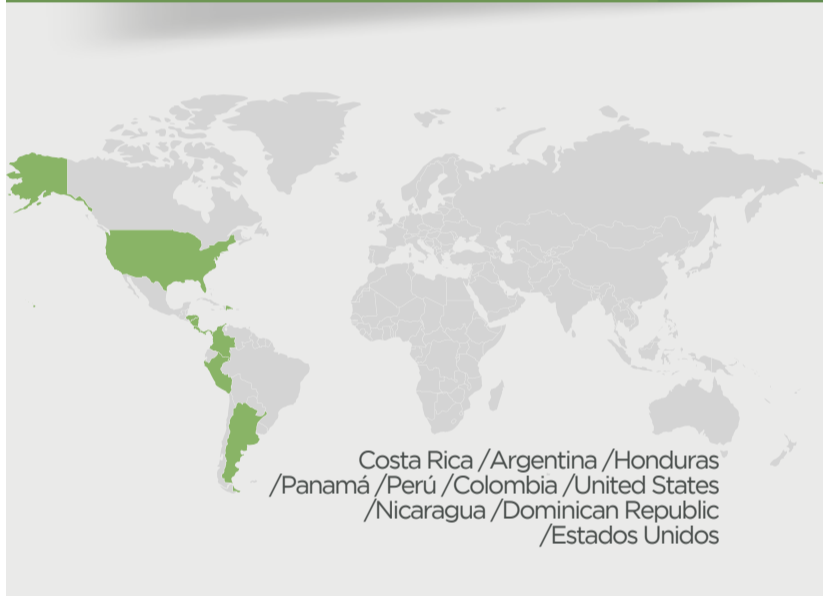 Costa Rica /Argentina /Honduras
/Panamá /Perú /Colombia /United States
/Nicaragua /Dominican Republic
/Estados Unidos